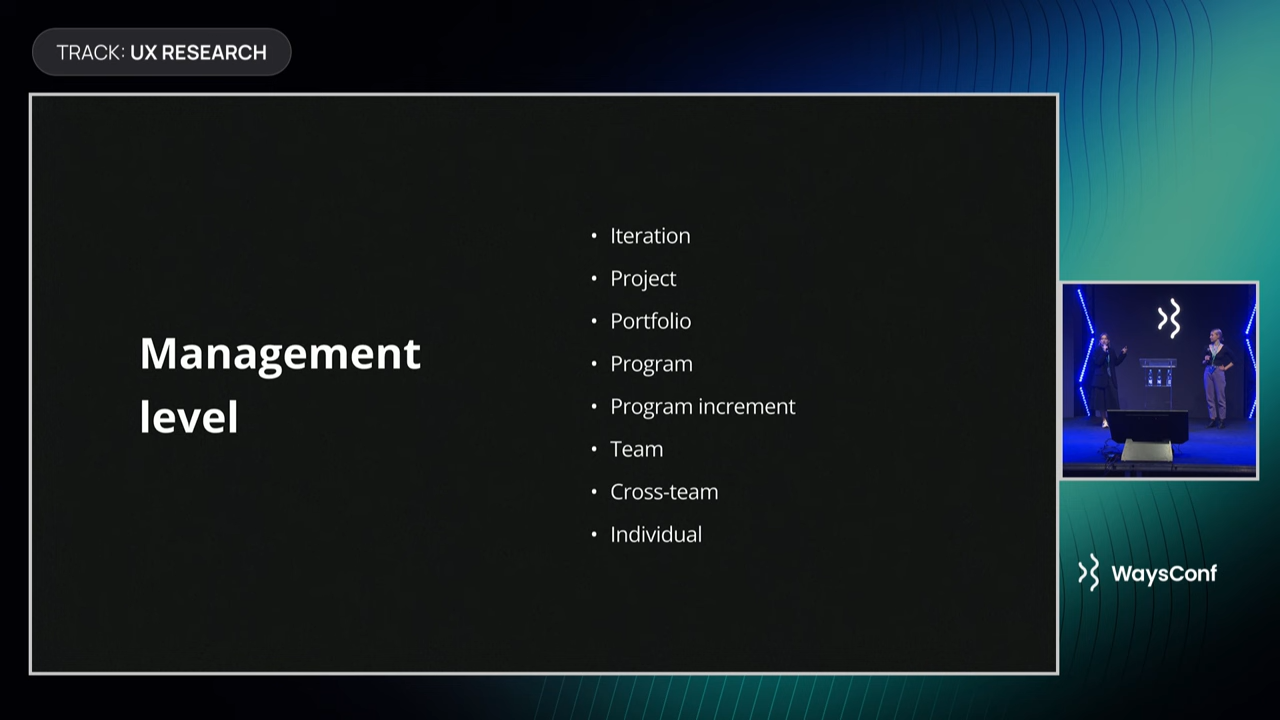 TRACK: UX RESEARCH
Management
level
• Iteration
• Project
• Portfolio
• Program
• Program increment
• Team
• Cross-team
• Individual
WaysConf